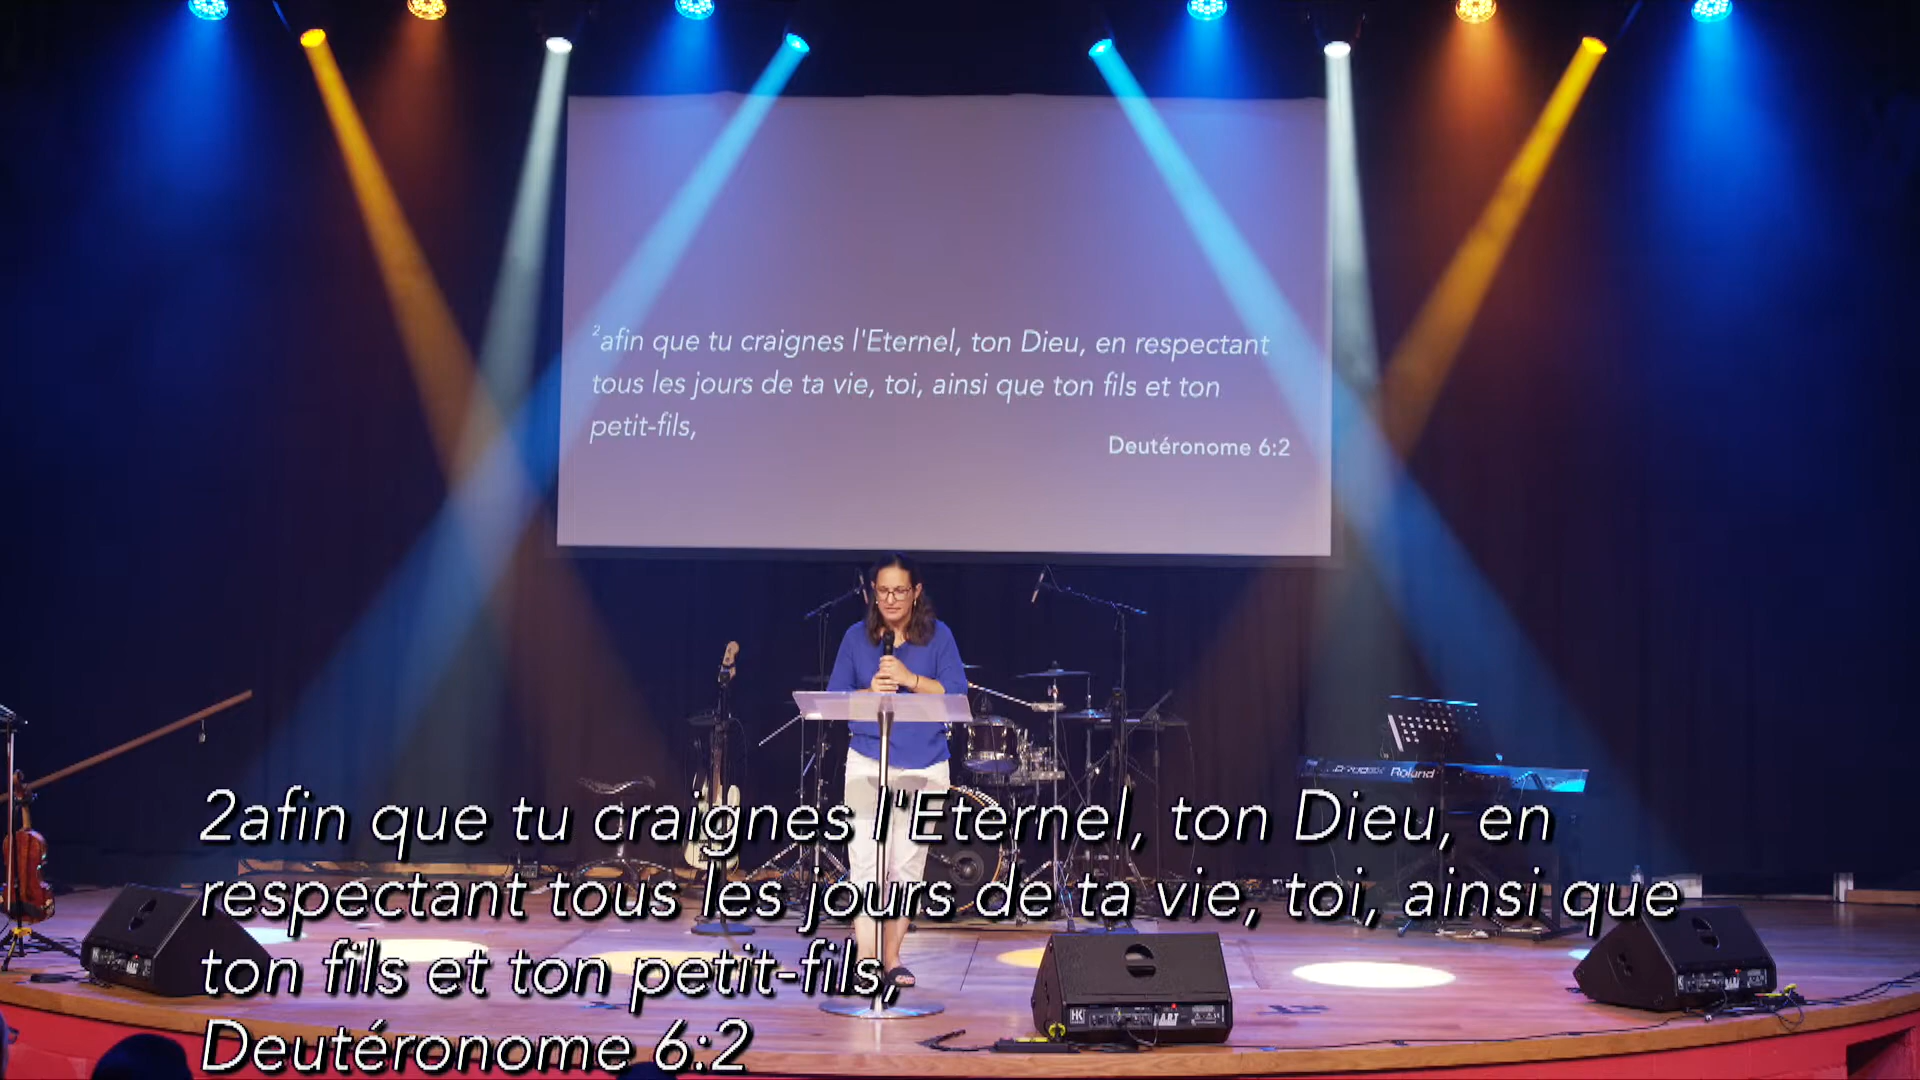 2afin que tu craignes l'Eternel, ton Dieu, en respectant
tous les jours de ta vie, toi, ainsi que ton fils et ton
petit-fils,
Deutéronome 6:2
Roland
2afin que tu craignes l'Eternel, ton Dieu, en
respectant tous les jours de ta vie, toi, ainsi que
ton fils et ton petit-fils,
Deutéronome 6:2
HK